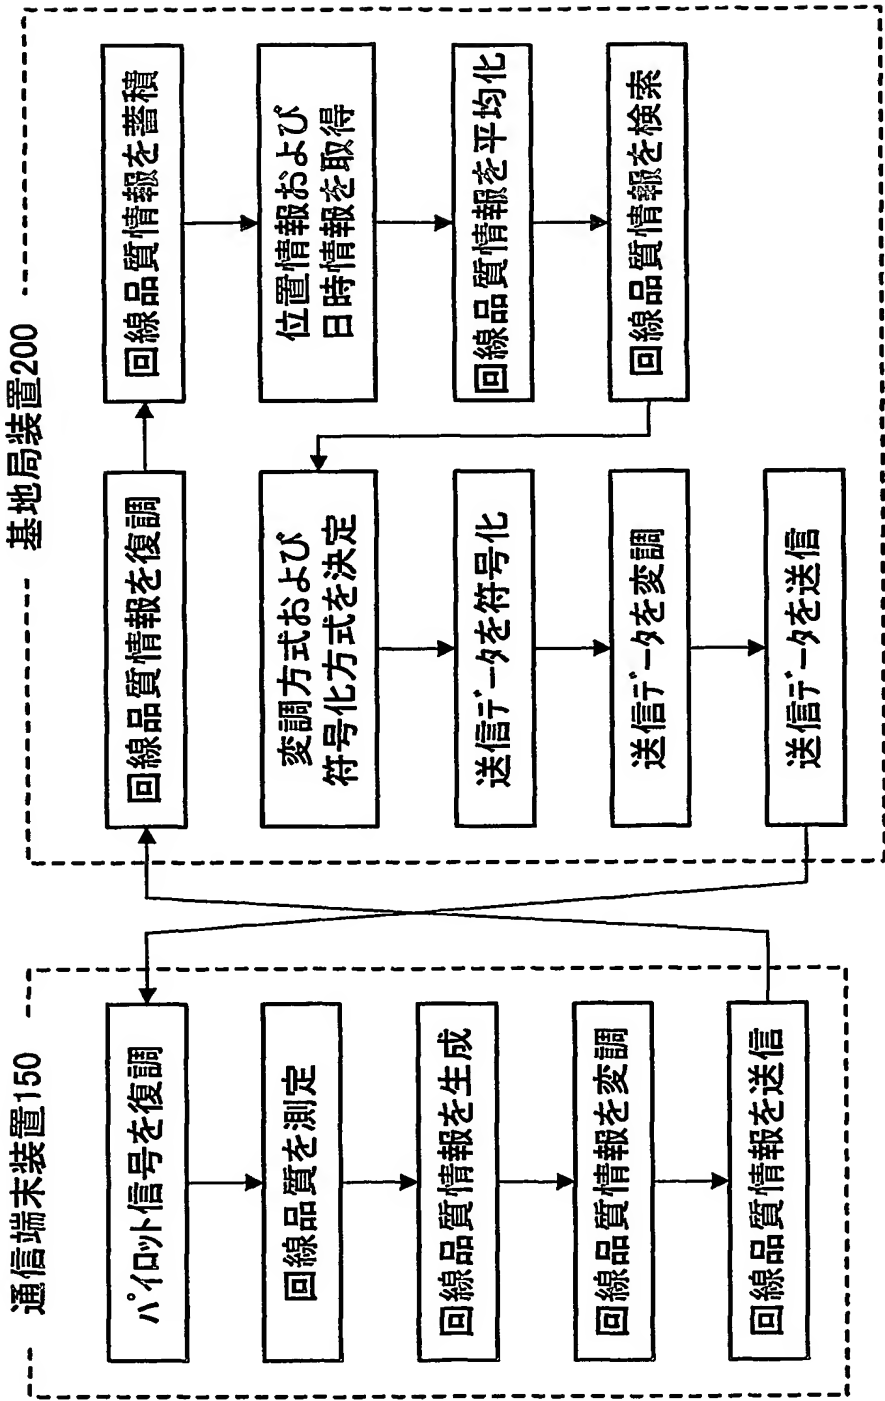 通信端末装置150
パイロット信号を復調
回線品質を測定
回線品質情報を生成
回線品質情報を変調
回線品質情報を送信
基地局装置200
回線品質情報を復調
変調方式および
符号化方式を決定
送信データを符号化
送信データを変調
送信データを送信
回線品質情報を蓄積
位置情報および
日時情報を取得
回線品質情報を平均化
回線品質情報を検索